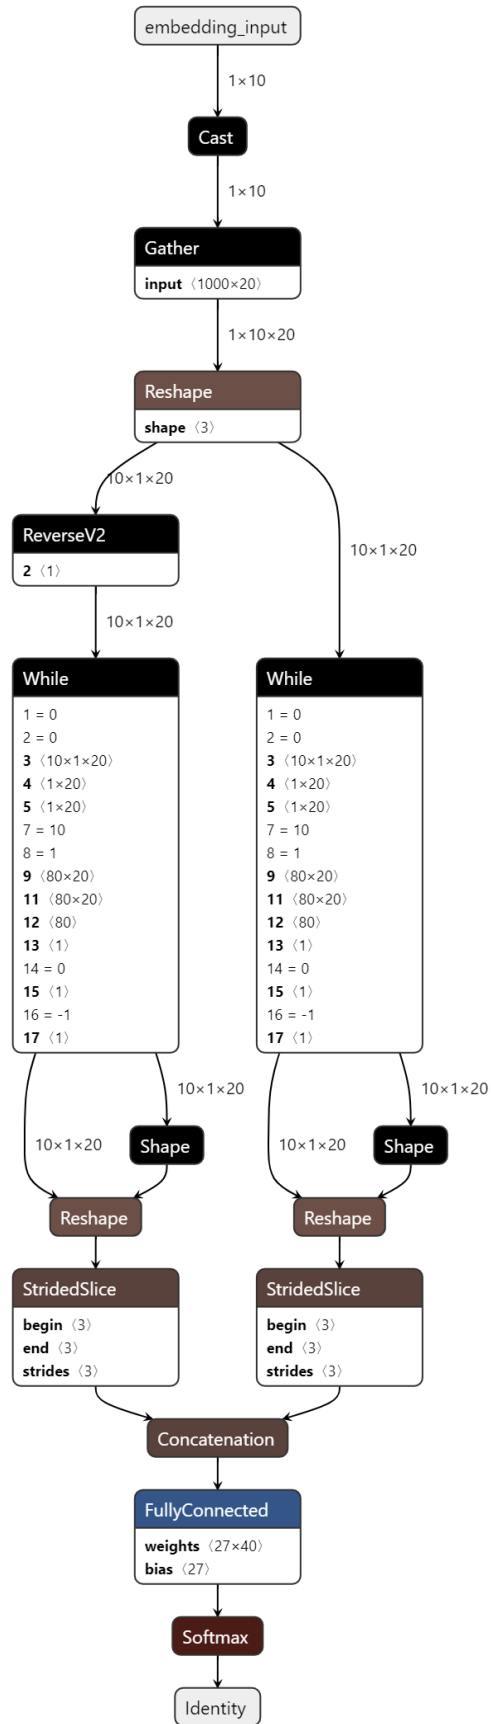 embedding_input
1×10
Cast
1×10
Gather
input 〈1000×20〉
1×10×20
Reshape
shape 〈3〉
10×1×20
10×1×20
ReverseV2
2 〈1〉
10×1×20
While
1 = 0
2 = 0
3 〈10×1×20〉
4 〈1×20〉
5 〈1×20〉
7 = 10
8 = 1
9 〈80×20〉
11 〈80×20〉
12 〈80〉
13 〈1〉
14 = 0
15 〈1〉
16 = -1
17 〈1〉
While
1 = 0
2 = 0
3 〈10×1×20〉
4 〈1×20〉
5 〈1×20〉
7 = 10
8 = 1
9 〈80×20〉
11 〈80×20〉
12 〈80〉
13 〈1〉
14 = 0
15 〈1〉
16 = -1
17 〈1〉
10×1×20
10×1×20
Shape
10×1×20
10×1×20
Shape
Reshape
Reshape
StridedSlice
begin 〈3〉
end 〈3〉
strides 〈3〉
StridedSlice
begin 〈3〉
end 〈3〉
strides 〈3〉
Concatenation
FullyConnected
weights 〈27×40〉
bias 〈27〉
Softmax
Identity